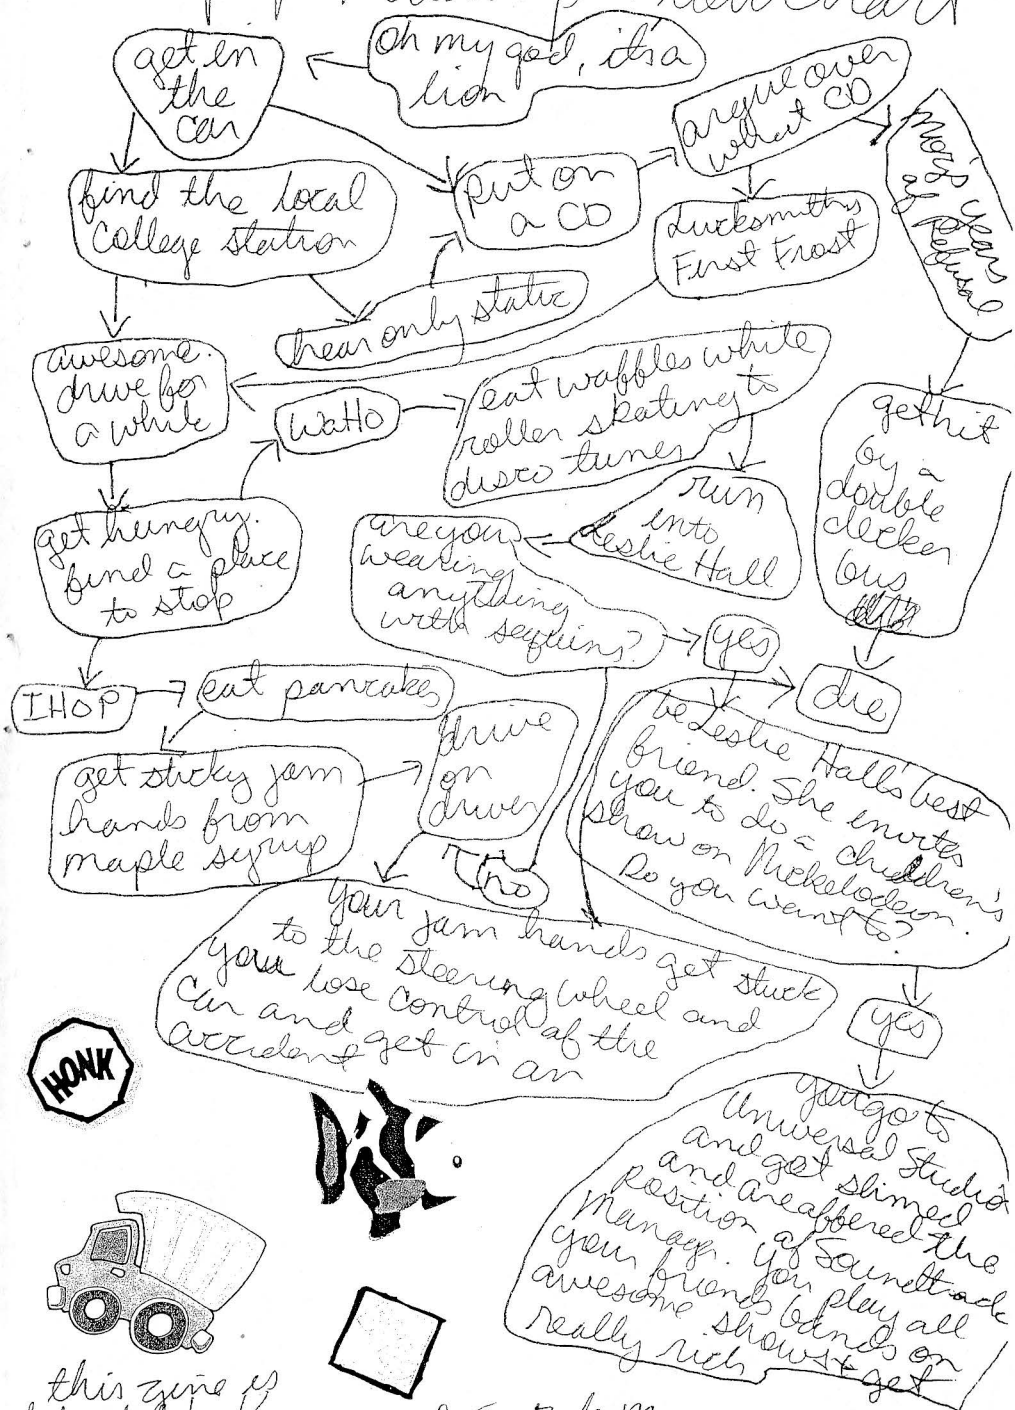 flow chart
oh my god, it's a
lion
get in
the
car
argue over
what CD
moz's years
of Refusal
put on
a CD
find the local
College station
Lucksmiths
First Frost
hear only static
awesome.
drive for
a while
WaHo
eat waffles while
roller skating to
disco tunes
get hit
by a
double
decker
bus
run
into
Leslie Hall
get hungry.
find a place
to stop
are you
wearing
anything
with sequins?
yes
die
IHOP
eat pancakes
be Leslie Hall's best
friend. She invites
you to do a children's
show on Nickelodeon.
Do you want to?
drive
on
driver
get sticky jam
hands from
maple syrup
no
your jam hands get stuck
to the steering wheel and
you lose control of the
car and get in an
accident
yes
HONK
you go to
Universal Studios
and get slimed
and are offered the
position of Soundtrack
Manager. you play all
your friends bands on
awesome shows + get
really rich
this zine is